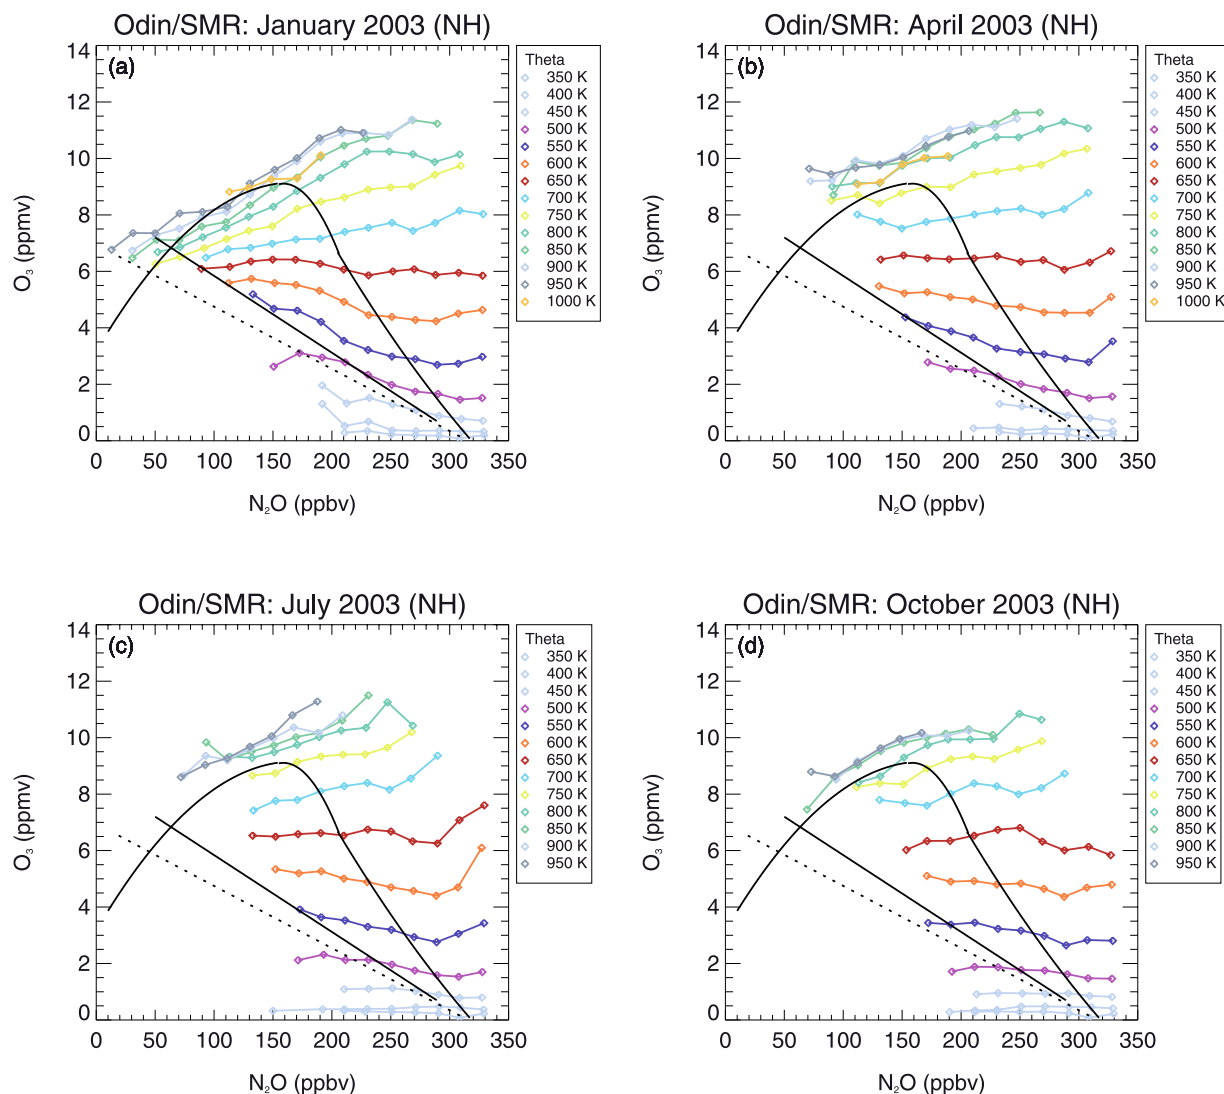 Odin/SMR: January 2003 (NH)
(a)
14
12
10
8
6
4
2
0
O₃ (ppmv)
0 50 100 150 200 250 300 350
N₂O (ppbv)
Theta
350 K
400 K
450 K
500 K
550 K
600 K
650 K
700 K
750 K
800 K
850 K
900 K
950 K
1000 K
Odin/SMR: April 2003 (NH)
(b)
14
12
10
8
6
4
2
0
O₃ (ppmv)
0 50 100 150 200 250 300 350
N₂O (ppbv)
Theta
350 K
400 K
450 K
500 K
550 K
600 K
650 K
700 K
750 K
800 K
850 K
900 K
950 K
1000 K
Odin/SMR: July 2003 (NH)
(c)
14
12
10
8
6
4
2
0
O₃ (ppmv)
0 50 100 150 200 250 300 350
N₂O (ppbv)
Theta
350 K
400 K
450 K
500 K
550 K
600 K
650 K
700 K
750 K
800 K
850 K
900 K
950 K
Odin/SMR: October 2003 (NH)
(d)
14
12
10
8
6
4
2
0
O₃ (ppmv)
0 50 100 150 200 250 300 350
N₂O (ppbv)
Theta
350 K
400 K
450 K
500 K
550 K
600 K
650 K
700 K
750 K
800 K
850 K
900 K
950 K